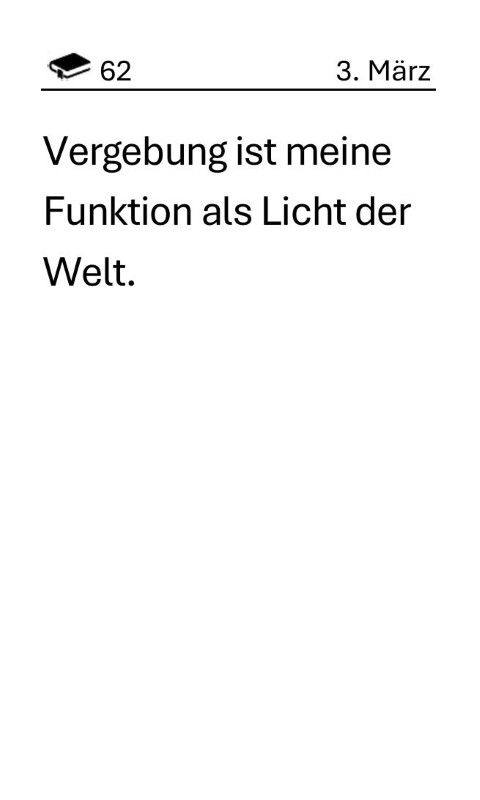 62 3. März
Vergebung ist meine
Funktion als Licht der
Welt.